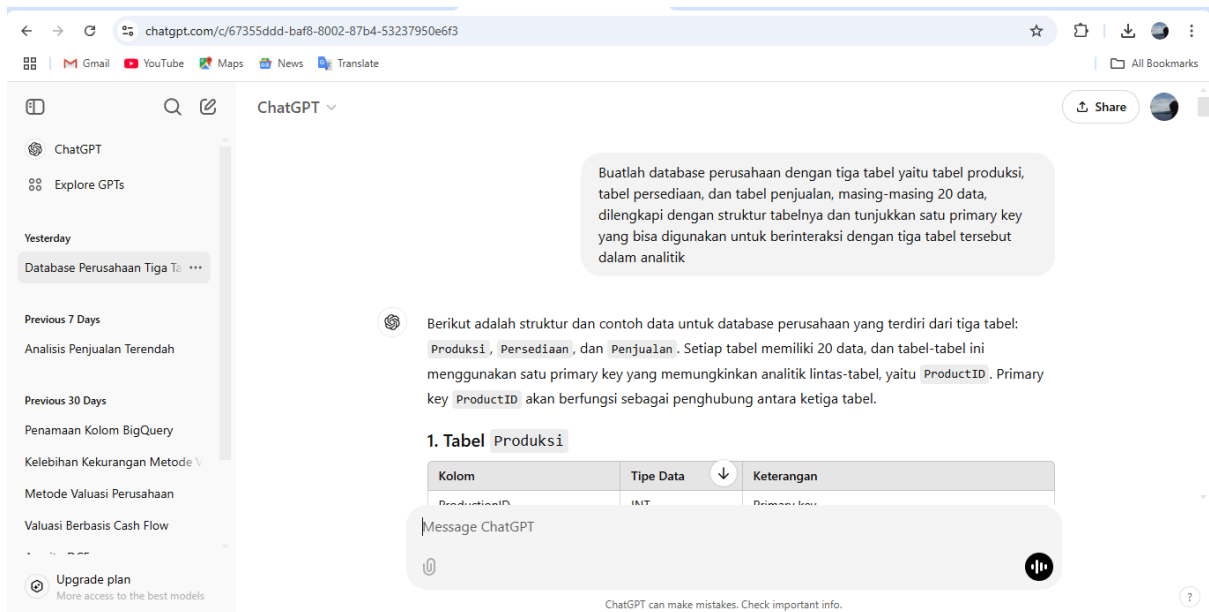 chatgpt.com/c/67355ddd-baf8-8002-87b4-53237950e6f3
Gmail
YouTube
Maps
News
Translate
All Bookmarks
ChatGPT
Explore GPTs
Yesterday
Database Perusahaan Tiga Ta
Previous 7 Days
Analisis Penjualan Terendah
Previous 30 Days
Penamaan Kolom BigQuery
Kelebihan Kekurangan Metode V
Metode Valuasi Perusahaan
Valuasi Berbasis Cash Flow
Upgrade plan
More access to the best models
ChatGPT
Share
Buatlah database perusahaan dengan tiga tabel yaitu tabel produksi,
tabel persediaan, dan tabel penjualan, masing-masing 20 data,
dilengkapi dengan struktur tabelnya dan tunjukkan satu primary key
yang bisa digunakan untuk berinteraksi dengan tiga tabel tersebut
dalam analitik
Berikut adalah struktur dan contoh data untuk database perusahaan yang terdiri dari tiga tabel:
Produksi, Persediaan, dan Penjualan. Setiap tabel memiliki 20 data, dan tabel-tabel ini
menggunakan satu primary key yang memungkinkan analitik lintas-tabel, yaitu ProductID. Primary
key ProductID akan berfungsi sebagai penghubung antara ketiga tabel.
1. Tabel Produksi
Kolom Tipe Data Keterangan
ProductionID INT Primary key
Message ChatGPT
ChatGPT can make mistakes. Check important info.
?